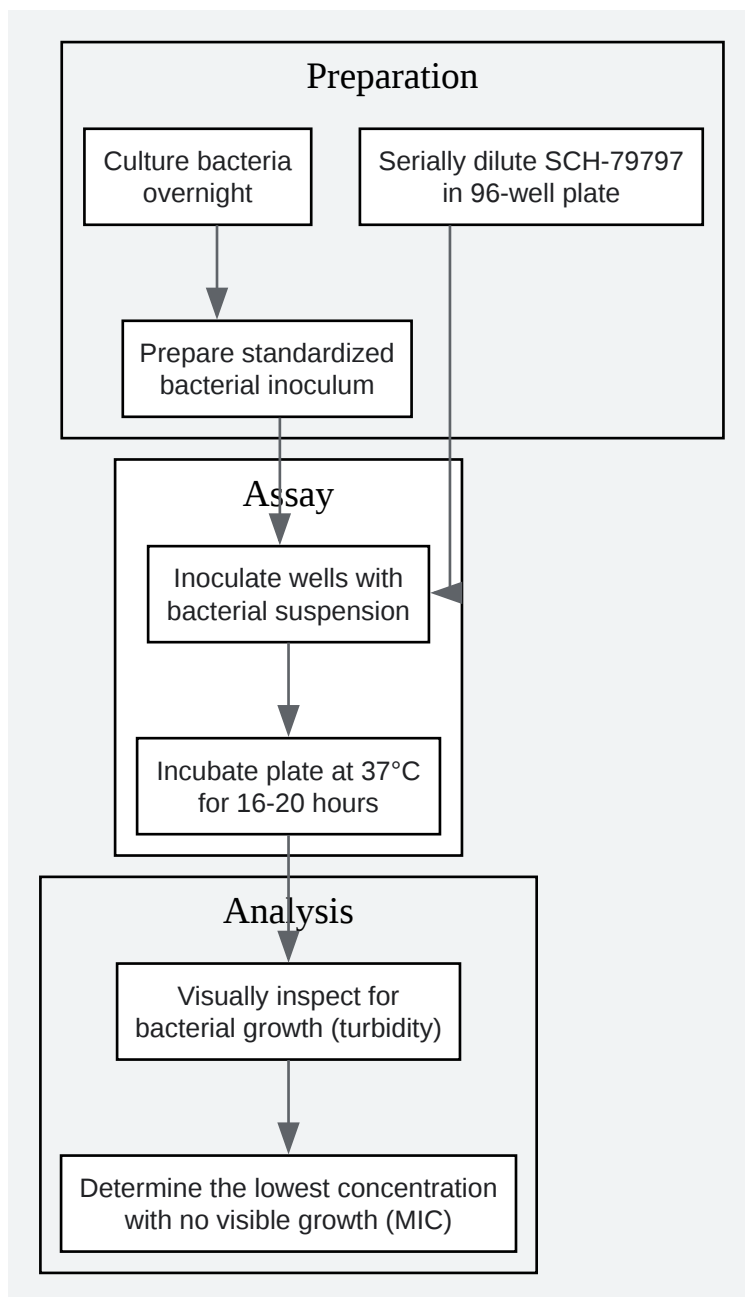 Preparation
Culture bacteria
overnight
Serially dilute SCH-79797
in 96-well plate
Prepare standardized
bacterial inoculum
Assay
Inoculate wells with
bacterial suspension
Incubate plate at 37°C
for 16-20 hours
Analysis
Visually inspect for
bacterial growth (turbidity)
Determine the lowest concentration
with no visible growth (MIC)